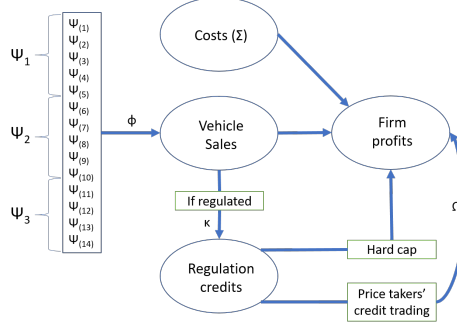 Ψ1
Ψ2
Ψ3
Ψ(1)
Ψ(2)
Ψ(3)
Ψ(4)
Ψ(5)
Ψ(6)
Ψ(7)
Ψ(8)
Ψ(9)
Ψ(10)
Ψ(11)
Ψ(12)
Ψ(13)
Ψ(14)
ϕ
Costs (Σ)
Vehicle
Sales
Firm
profits
If regulated
κ
Regulation
credits
Hard cap
Price takers'
credit trading
Ω